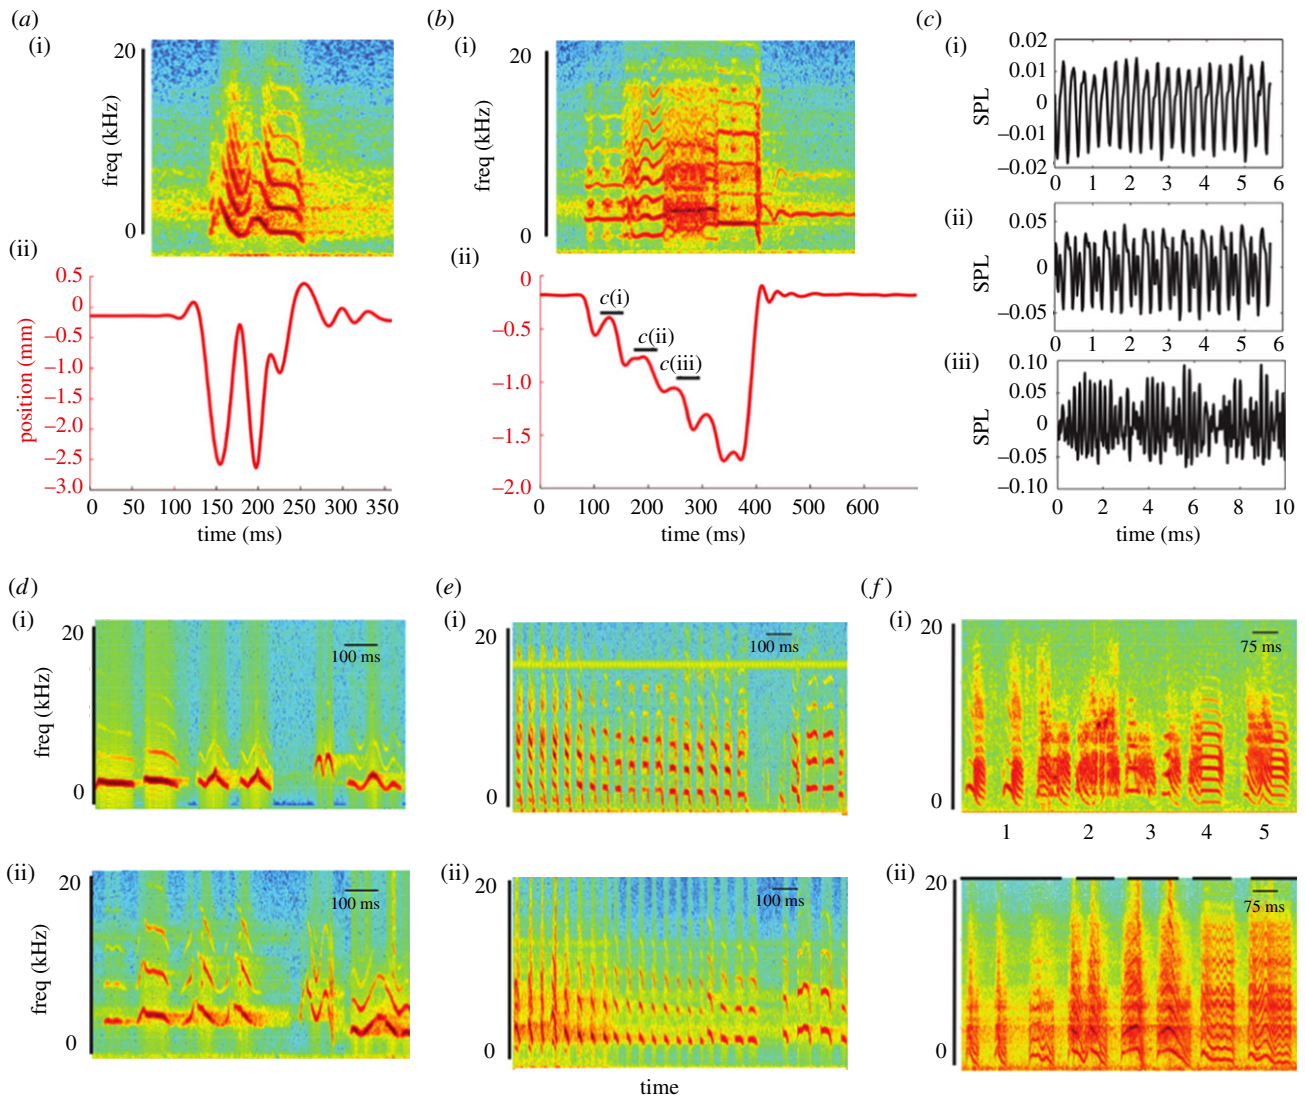 (a)
(i)
20
freq (kHz)
0
(ii)
0.5
0
–0.5
–1.0
–1.5
–2.0
–2.5
–3.0
position (mm)
0 50 100 150 200 250 300 350
time (ms)
(b)
(i)
20
freq (kHz)
0
(ii)
–0
–0.5
–1.0
–1.5
–2.0
c(i)
c(ii)
c(iii)
0 100 200 300 400 500 600
time (ms)
(c)
(i)
0.02
0.01
0
–0.01
–0.02
SPL
0 1 2 3 4 5 6
(ii)
0.05
0
–0.05
SPL
0 1 2 3 4 5 6
(iii)
0.10
0.05
0
–0.05
–0.10
SPL
0 2 4 6 8 10
time (ms)
(d)
(i)
20
freq (kHz)
0
100 ms
(ii)
20
freq (kHz)
0
100 ms
(e)
(i)
20
0
100 ms
(ii)
20
0
100 ms
time
(f)
(i)
20
0
75 ms
1 2 3 4 5
(ii)
20
0
75 ms